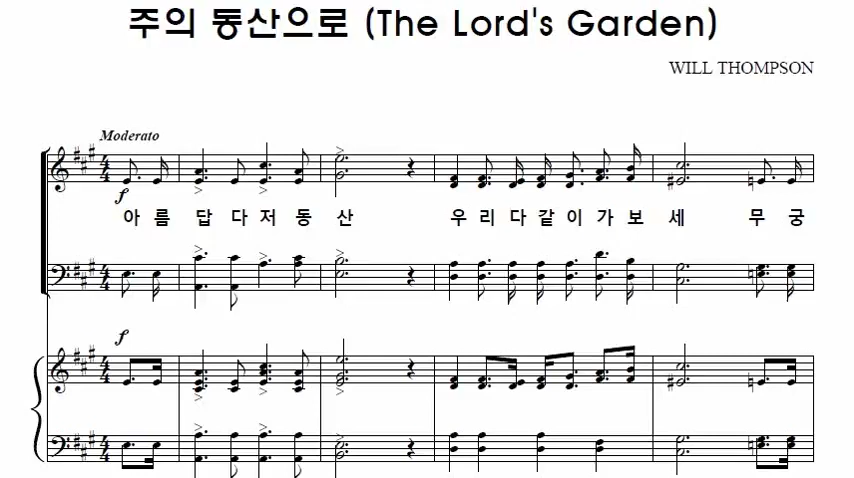 주의 동산으로 (The Lord's Garden)
WILL THOMPSON
Moderato
f
아 름 답 다 저 동 산 우 리 다 같 이 가 보 세 무 궁
f